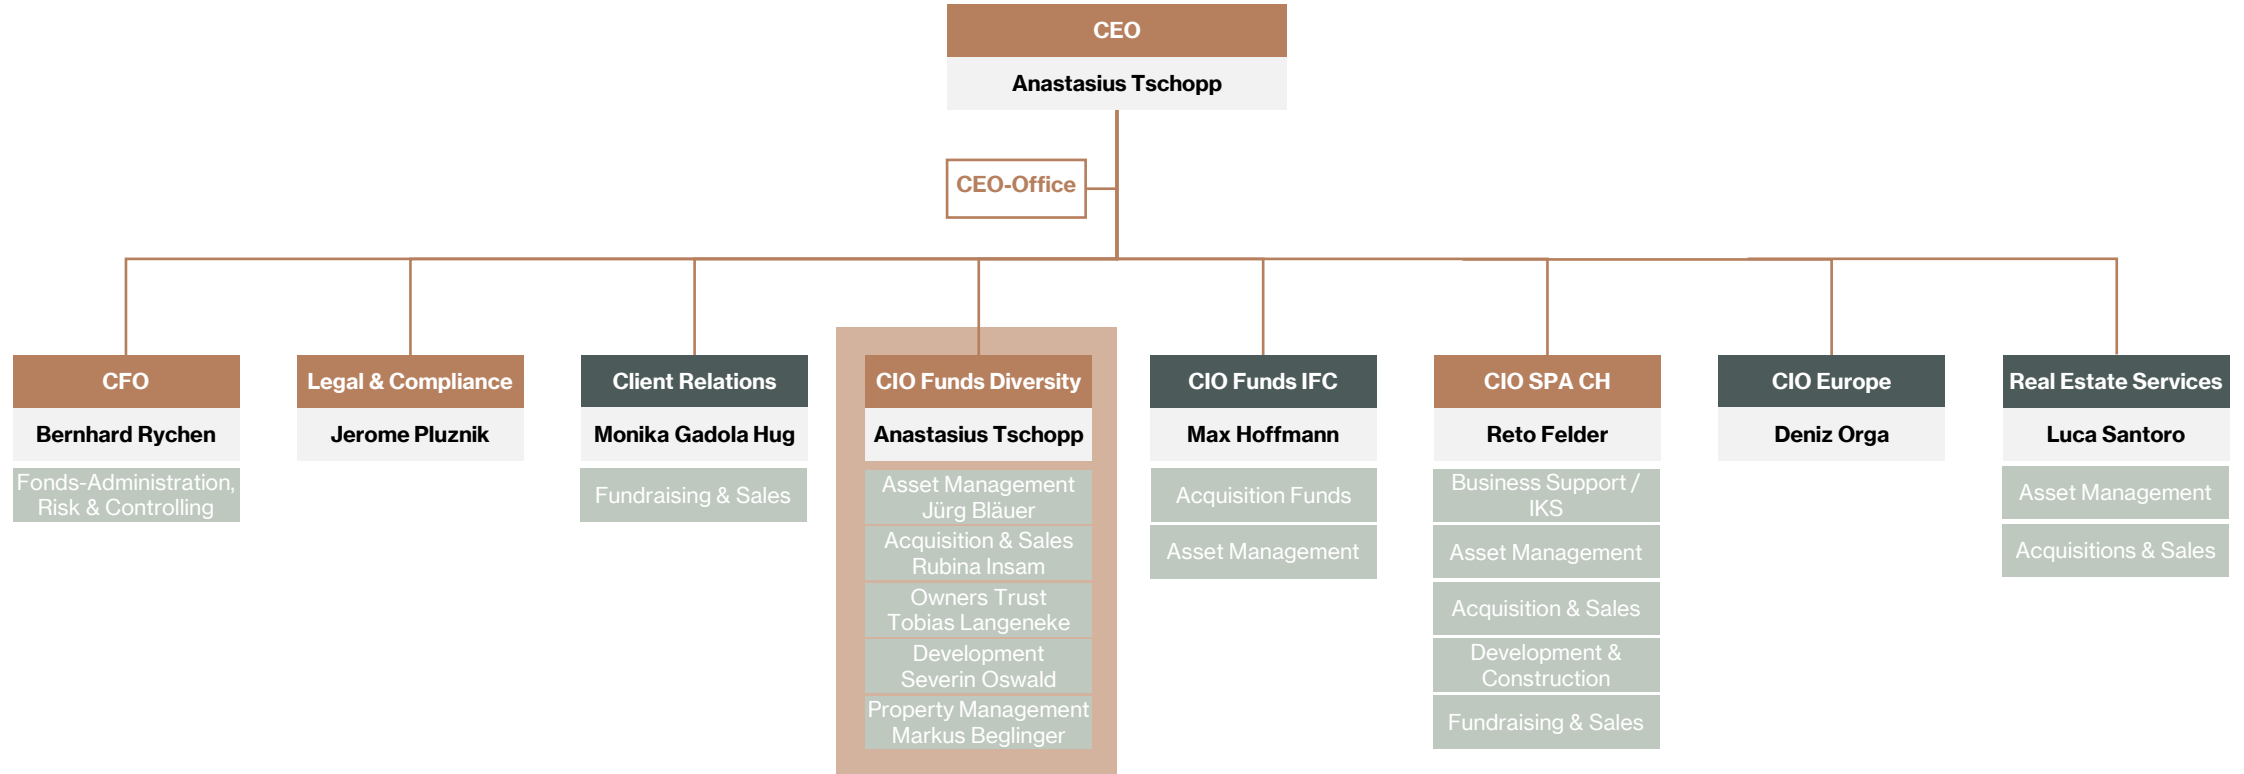 CEO
Anastasius Tschopp
CEO-Office
CFO
Bernhard Rychen
Fonds-Administration,
Risk & Controlling
Legal & Compliance
Jerome Pluznik
Client Relations
Monika Gadola Hug
Fundraising & Sales
CIO Funds Diversity
Anastasius Tschopp
Asset Management
Jürg Bläuer
Acquisition & Sales
Rubina Insam
Owners Trust
Tobias Langeneke
Development
Severin Oswald
Property Management
Markus Beglinger
CIO Funds IFC
Max Hoffmann
Acquisition Funds
Asset Management
CIO SPA CH
Reto Felder
Business Support /
IKS
Asset Management
Acquisition & Sales
Development &
Construction
Fundraising & Sales
CIO Europe
Deniz Orga
Real Estate Services
Luca Santoro
Asset Management
Acquisitions & Sales